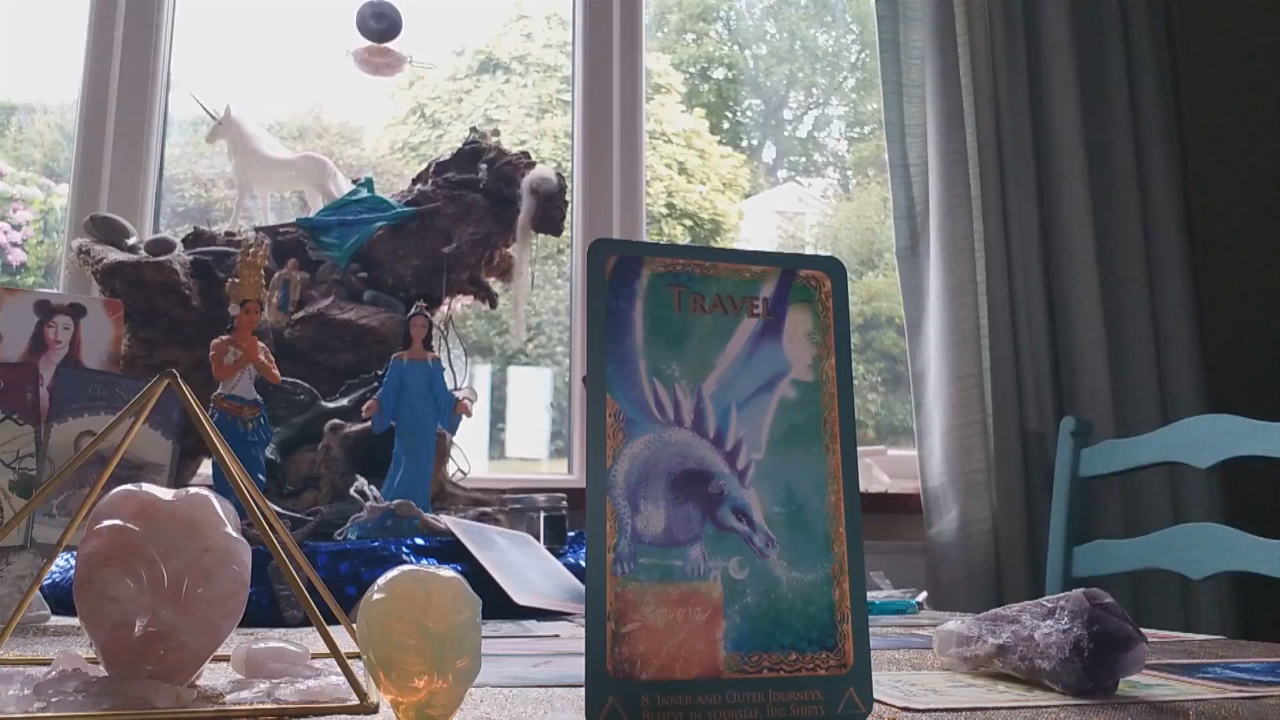 TRAVEL
8. INNER AND OUTER JOURNEYS,
BELIEVE IN YOURSELF, BIG SHIFTS